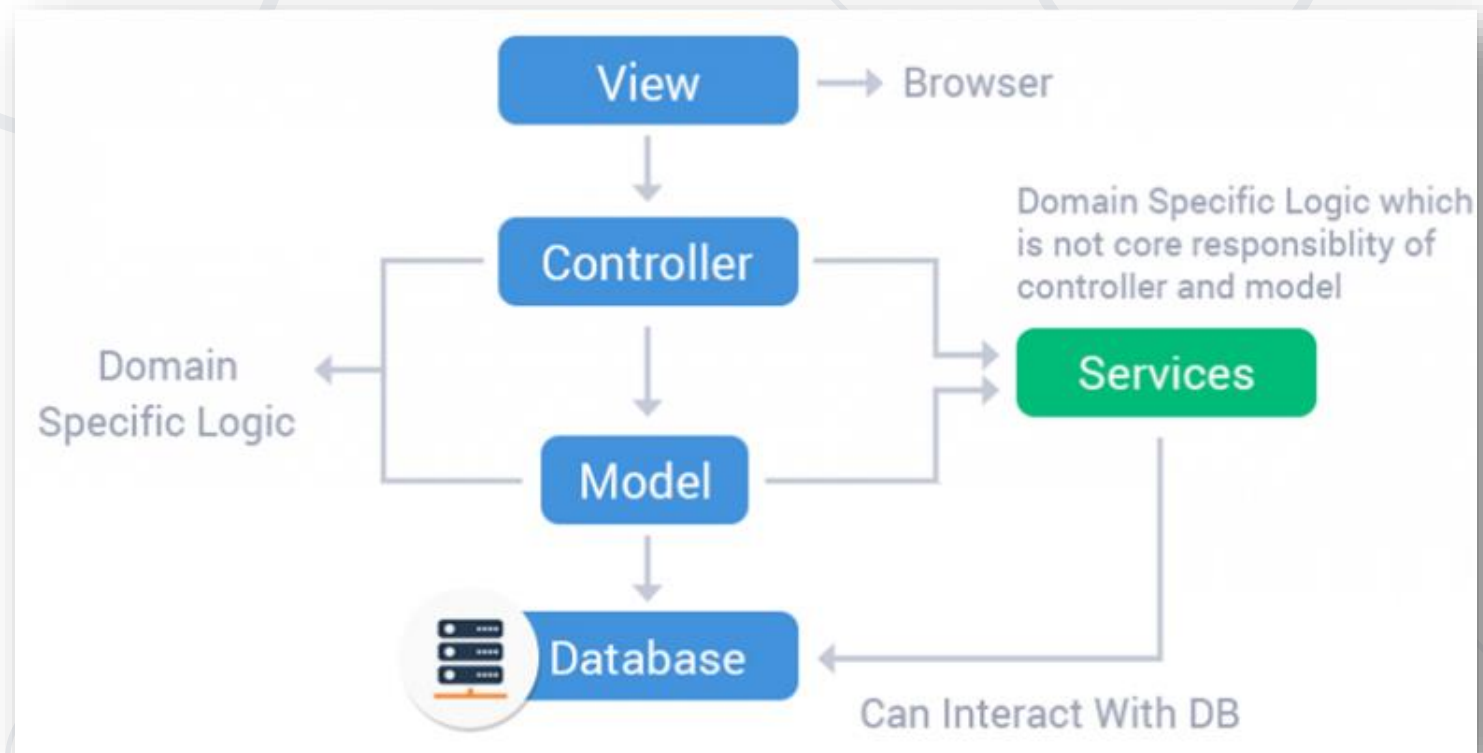 View
Browser
Domain Specific Logic which
is not core responsiblity of
controller and model
Controller
Domain
Specific Logic
Services
Model
Database
Can Interact With DB